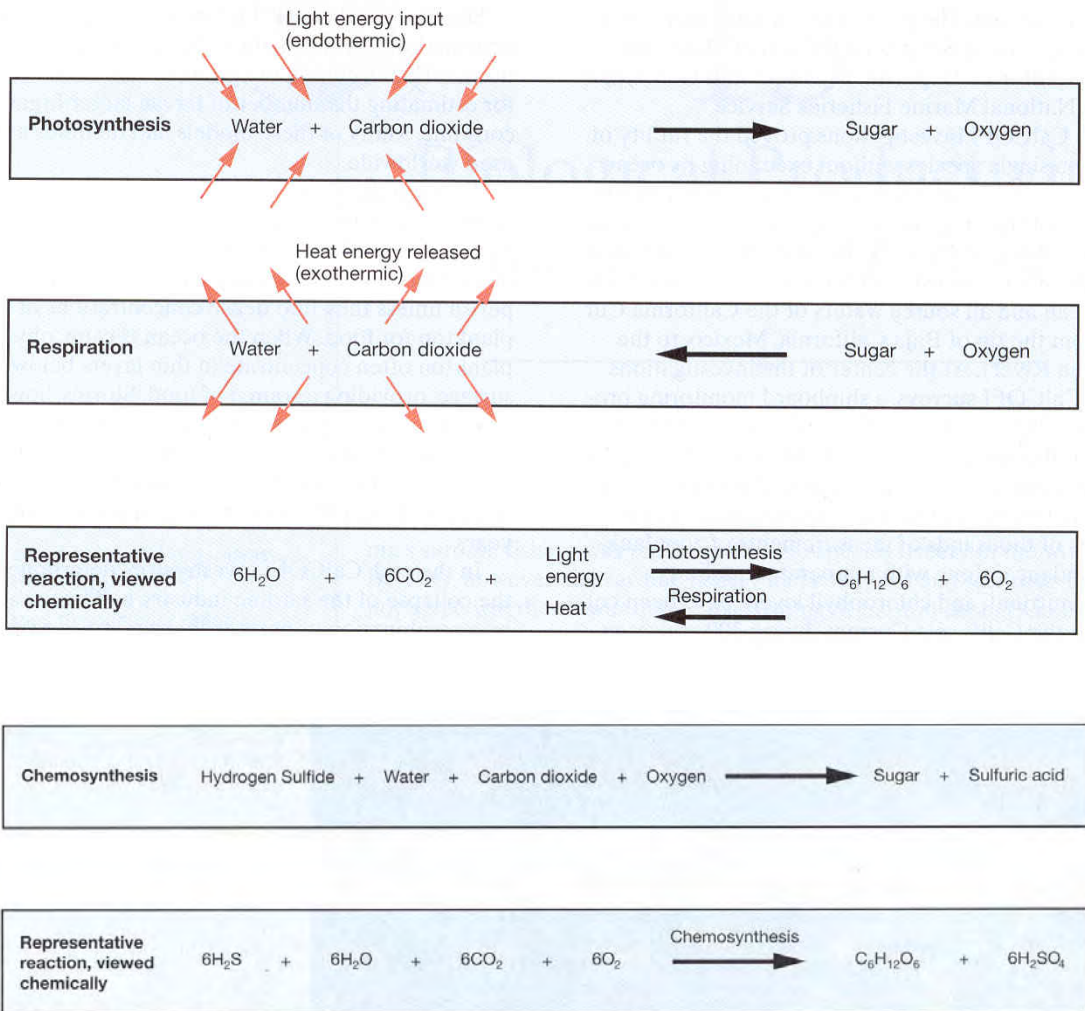 Light energy input
(endothermic)
Photosynthesis Water + Carbon dioxide Sugar + Oxygen
Heat energy released
(exothermic)
Respiration Water + Carbon dioxide Sugar + Oxygen
Representative
reaction, viewed
chemically
6H₂O + 6CO₂ +
Light
energy
Heat
Photosynthesis
Respiration
C₆H₁₂O₆ + 6O₂
Chemosynthesis Hydrogen Sulfide + Water + Carbon dioxide + Oxygen Sugar + Sulfuric acid
Representative
reaction, viewed
chemically
6H₂S + 6H₂O + 6CO₂ + 6O₂
Chemosynthesis
C₆H₁₂O₆ + 6H₂SO₄